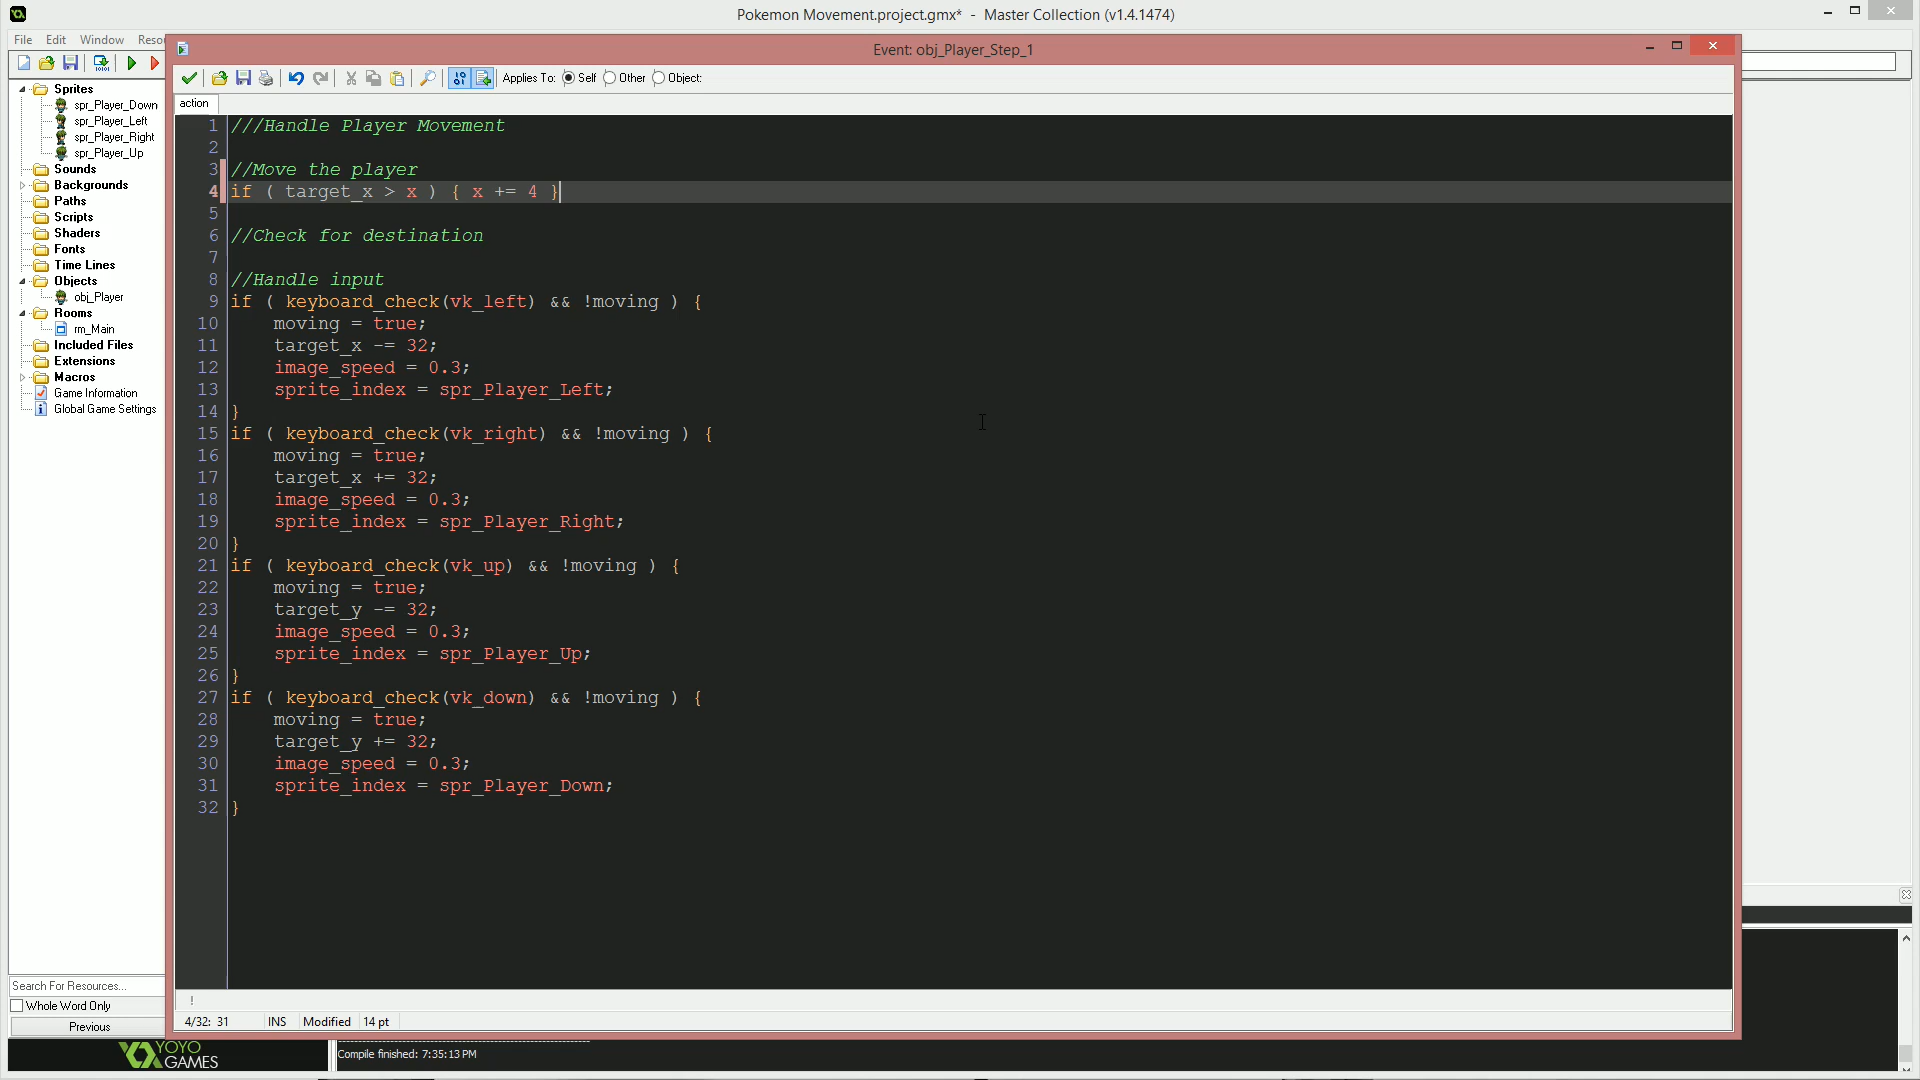 Pokemon Movement.project.gmx* - Master Collection (v1.4.1474)
File Edit Window Resou
Event: obj_Player_Step_1
Applies To: Self Other Object:
action
Sprites
spr_Player_Down
spr_Player_Left
spr_Player_Right
spr_Player_Up
Sounds
Backgrounds
Paths
Scripts
Shaders
Fonts
Time Lines
Objects
obj_Player
Rooms
rm_Main
Included Files
Extensions
Macros
Game Information
Global Game Settings
1 ///Handle Player Movement
2
3 //Move the player
4 if ( target_x > x ) { x += 4 }
5
6 //Check for destination
7
8 //Handle input
9 if ( keyboard_check(vk_left) && !moving ) {
10 moving = true;
11 target_x -= 32;
12 image_speed = 0.3;
13 sprite_index = spr_Player_Left;
14 }
15 if ( keyboard_check(vk_right) && !moving ) {
16 moving = true;
17 target_x += 32;
18 image_speed = 0.3;
19 sprite_index = spr_Player_Right;
20 }
21 if ( keyboard_check(vk_up) && !moving ) {
22 moving = true;
23 target_y -= 32;
24 image_speed = 0.3;
25 sprite_index = spr_Player_Up;
26 }
27 if ( keyboard_check(vk_down) && !moving ) {
28 moving = true;
29 target_y += 32;
30 image_speed = 0.3;
31 sprite_index = spr_Player_Down;
32 }
Search For Resources...
Whole Word Only
Previous
!
4/32: 31 INS Modified 14 pt
YOYO
GAMES
Compile finished: 7:35:13 PM